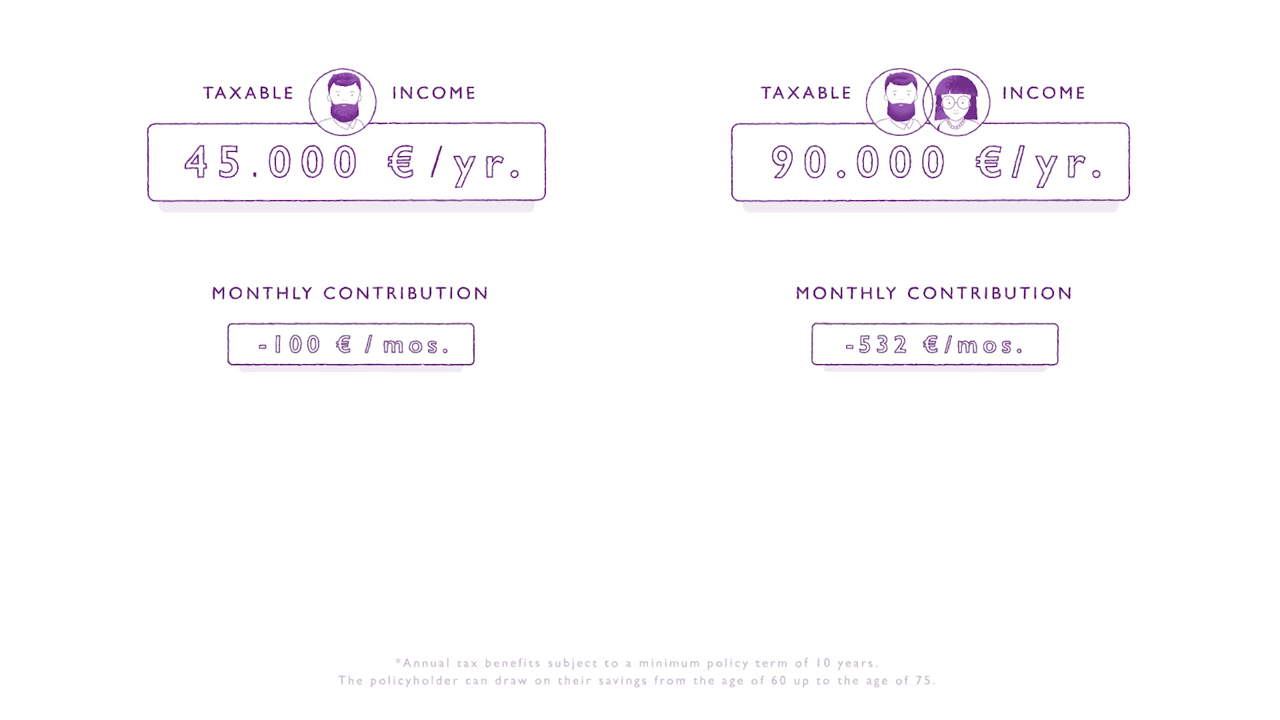 TAXABLE INCOME
45.000 €/yr.
MONTHLY CONTRIBUTION
-100 €/mos.
TAXABLE INCOME
90.000 €/yr.
MONTHLY CONTRIBUTION
-532 €/mos.
*Annual tax benefits subject to a minimum policy term of 10 years.
The policyholder can draw on their savings from the age of 60 up to the age of 75.